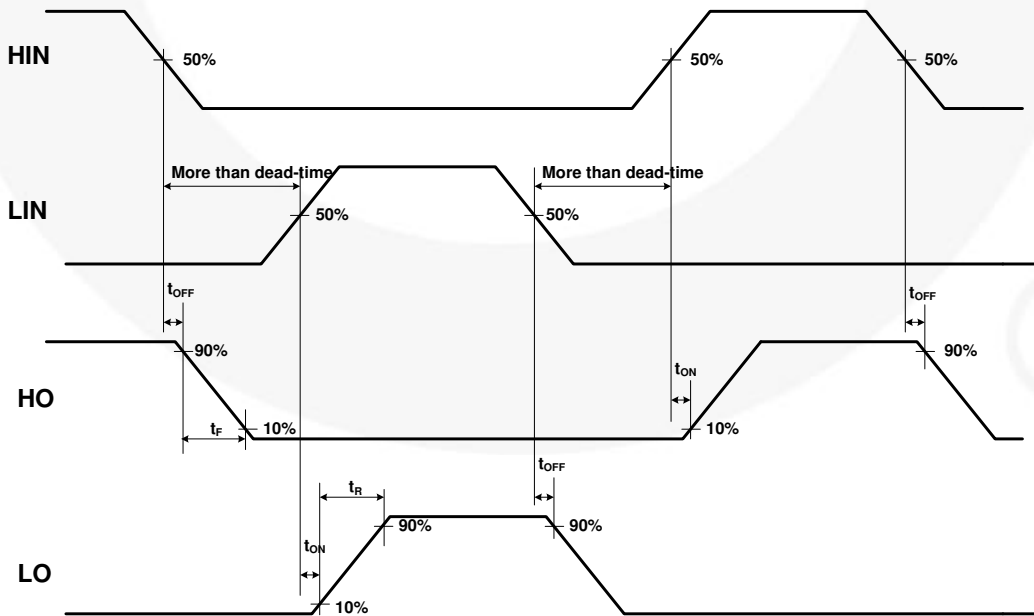 HIN
50%
50%
50%
More than dead-time
More than dead-time
LIN
50%
50%
tOFF
tOFF
90%
90%
HO
tON
tF
10%
10%
tOFF
tR
90%
90%
tON
LO
10%